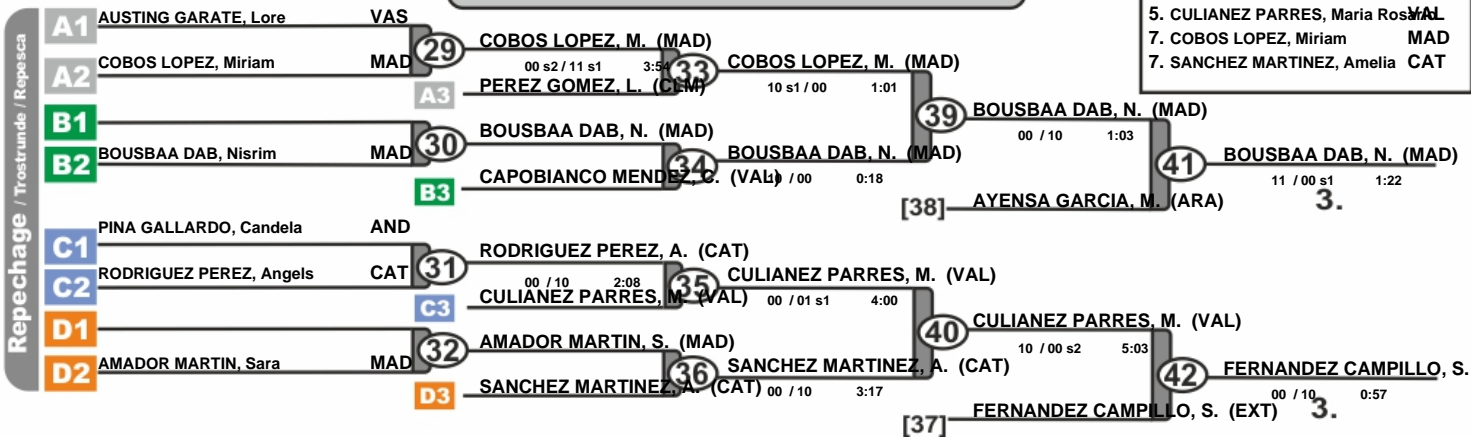 Repechage / Trostrunde / Repesca
5. CULIANEZ PARRES, Maria Rosario VAL
7. COBOS LOPEZ, Miriam MAD
7. SANCHEZ MARTINEZ, Amelia CAT
A1 AUSTING GARATE, Lore VAS
A2 COBOS LOPEZ, Miriam MAD
29 COBOS LOPEZ, M. (MAD)
00 s2 / 11 s1 3:54
A3 PEREZ GOMEZ, L. (CLM)
33 COBOS LOPEZ, M. (MAD)
10 s1 / 00 1:01
B1
B2 BOUSBAA DAB, Nisrim MAD
30 BOUSBAA DAB, N. (MAD)
B3 CAPOBIANCO MENDEZ, C. (VAL)
34 BOUSBAA DAB, N. (MAD)
/ 00 0:18
39 BOUSBAA DAB, N. (MAD)
00 / 10 1:03
[38] AYENSA GARCIA, M. (ARA)
41 BOUSBAA DAB, N. (MAD)
11 / 00 s1 1:22
3.
C1 PINA GALLARDO, Candela AND
C2 RODRIGUEZ PEREZ, Angels CAT
31 RODRIGUEZ PEREZ, A. (CAT)
00 / 10 2:08
C3 CULIANEZ PARRES, M. (VAL)
35 CULIANEZ PARRES, M. (VAL)
00 / 01 s1 4:00
D1
D2 AMADOR MARTIN, Sara MAD
32 AMADOR MARTIN, S. (MAD)
D3 SANCHEZ MARTINEZ, A. (CAT)
36 SANCHEZ MARTINEZ, A. (CAT)
00 / 10 3:17
40 CULIANEZ PARRES, M. (VAL)
10 / 00 s2 5:03
[37] FERNANDEZ CAMPILLO, S. (EXT)
42 FERNANDEZ CAMPILLO, S.
00 / 10 0:57
3.